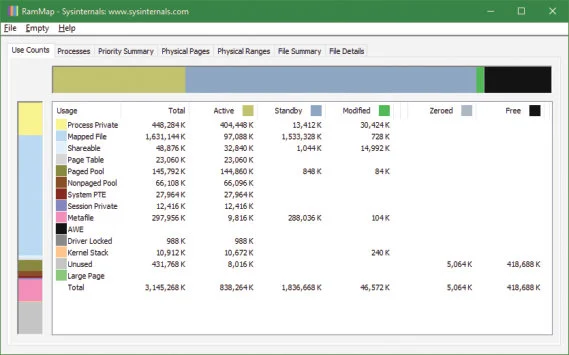 RamMap - Sysinternals: www.sysinternals.com
File Empty Help
Use Counts Processes Priority Summary Physical Pages Physical Ranges File Summary File Details
Usage Total Active Standby Modified Zeroed Free
Process Private 448,284 K 404,448 K 13,412 K 30,424 K
Mapped File 1,631,144 K 97,088 K 1,533,328 K 728 K
Shareable 48,876 K 32,840 K 1,044 K 14,992 K
Page Table 23,060 K 23,060 K
Paged Pool 145,792 K 144,860 K 848 K 84 K
Nonpaged Pool 66,108 K 66,096 K
System PTE 27,964 K 27,964 K
Session Private 12,416 K 12,416 K
Metafile 297,956 K 9,816 K 288,036 K 104 K
AWE
Driver Locked 988 K 988 K
Kernel Stack 10,912 K 10,672 K 240 K
Unused 431,768 K 8,016 K 5,064 K 418,688 K
Large Page
Total 3,145,268 K 838,264 K 1,836,668 K 46,572 K 5,064 K 418,688 K